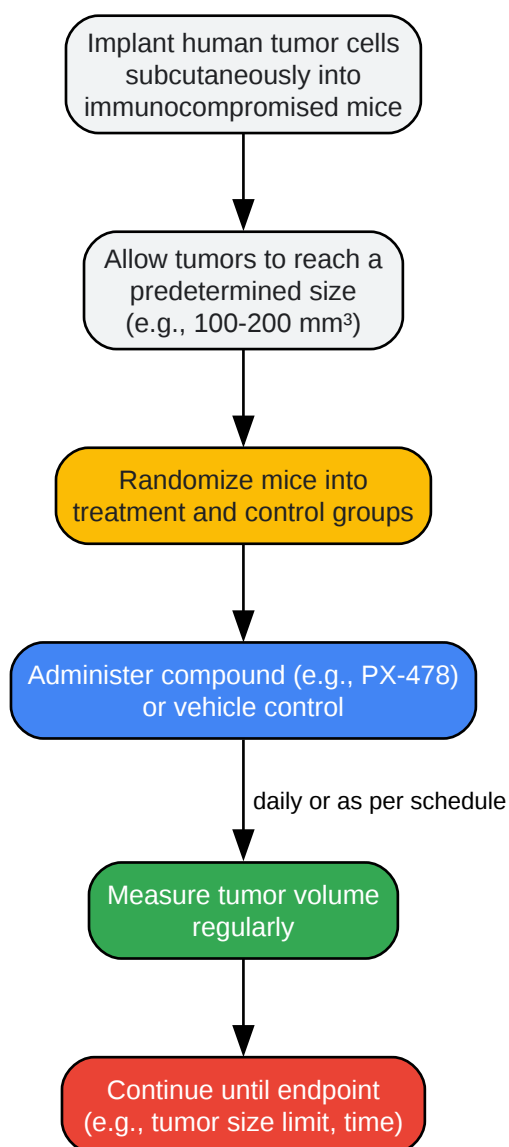 Implant human tumor cells
subcutaneously into
immunocompromised mice
Allow tumors to reach a
predetermined size
(e.g., 100-200 mm³)
Randomize mice into
treatment and control groups
Administer compound (e.g., PX-478)
or vehicle control
daily or as per schedule
Measure tumor volume
regularly
Continue until endpoint
(e.g., tumor size limit, time)